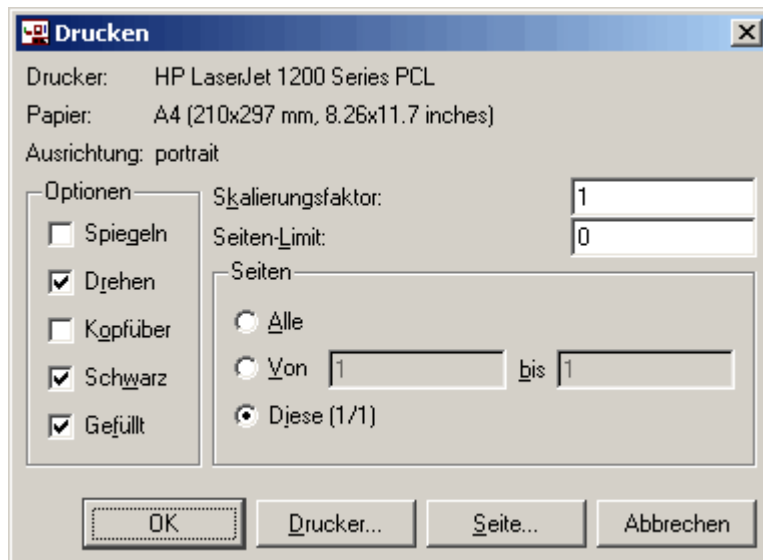 Drucken
Drucker: HP LaserJet 1200 Series PCL
Papier: A4 (210x297 mm, 8.26x11.7 inches)
Ausrichtung: portrait
Optionen
Spiegeln
Drehen
Kopfüber
Schwarz
Gefüllt
Skalierungsfaktor: 1
Seiten-Limit: 0
Seiten
Alle
Von 1 bis 1
Diese (1/1)
OK Drucker... Seite... Abbrechen